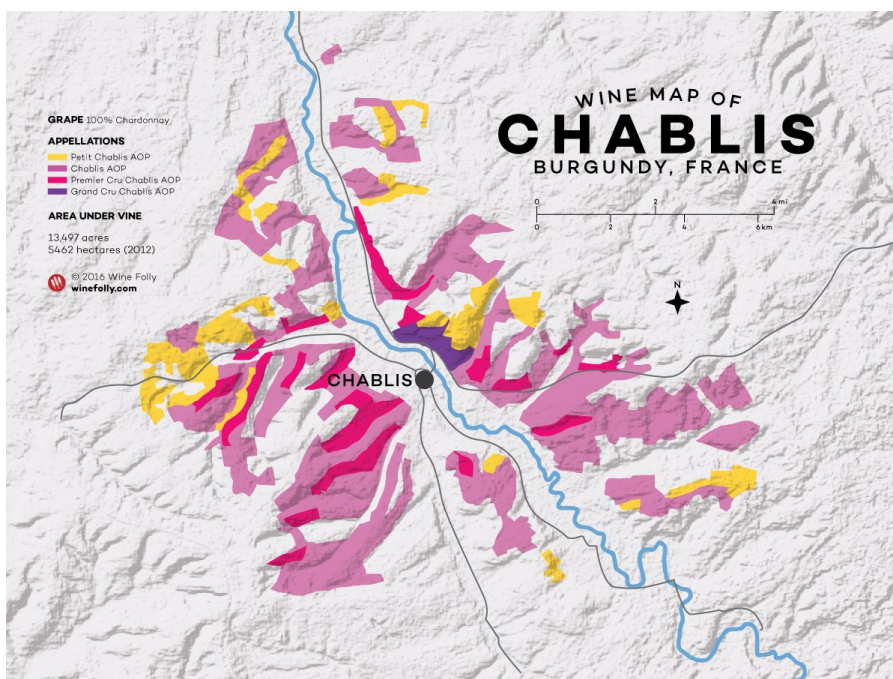 WINE MAP OF
CHABLIS
BURGUNDY, FRANCE
GRAPE 100% Chardonnay
APPELLATIONS
Petit Chablis AOP
Chablis AOP
Premier Cru Chablis AOP
Grand Cru Chablis AOP
AREA UNDER VINE
13,497 acres
5462 hectares (2012)
© 2016 Wine Folly
winefolly.com
0 2 4 mi
0 2 4 6 km
N
CHABLIS